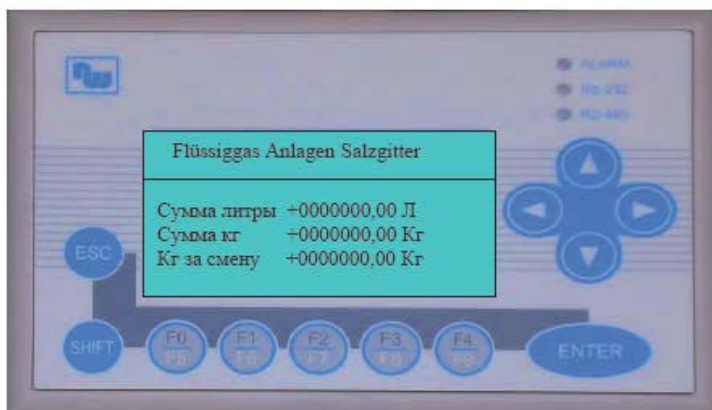 ALARM
RS-232
RS-485
Flüssiggas Anlagen Salzgitter
Сумма литры +0000000,00 Л
Сумма кг +0000000,00 Кг
Кг за смену +0000000,00 Кг
ESC
SHIFT
F0 F1 F2 F3 F4
F5 F6 F7 F8 F9
ENTER